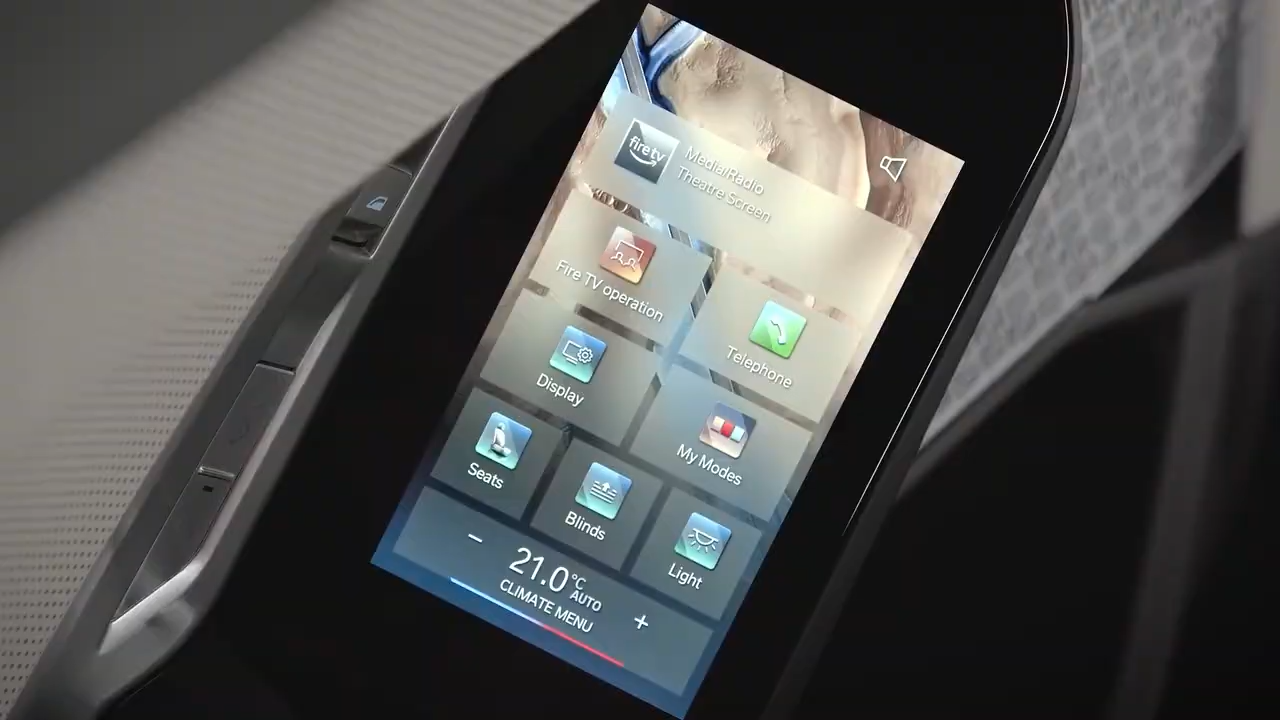 fire tv
Media/Radio
Theatre Screen
Fire TV operation
Telephone
Display
My Modes
Seats
Blinds
Light
− 21.0 °C +
AUTO
CLIMATE MENU